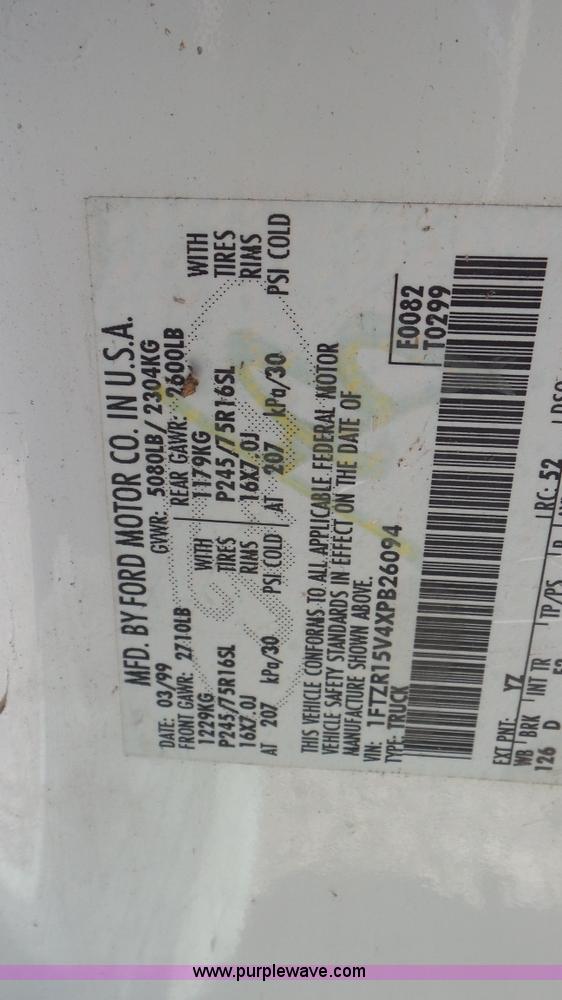 MFD. BY FORD MOTOR CO. IN U.S.A.
DATE: 03/99 GVWR: 5080LB/ 2304KG
FRONT GAWR: 2710LB REAR GAWR: 2600LB
1229KG WITH 1179KG WITH
P245/75R16SL TIRES P245/75R16SL TIRES
16X7.0J RIMS 16X7.0J RIMS
AT 207 kPa/30 PSI COLD AT 207 kPa/30 PSI COLD
THIS VEHICLE CONFORMS TO ALL APPLICABLE FEDERAL MOTOR
VEHICLE SAFETY STANDARDS IN EFFECT ON THE DATE OF
MANUFACTURE SHOWN ABOVE.
VIN: 1FTZR15V4XPB26094
TYPE: TRUCK
E0082
T0299
EXT PNT: YZ RC: 52 DSO
WB BRK INT TR TP/PS R
126 D
www.purplewave.com